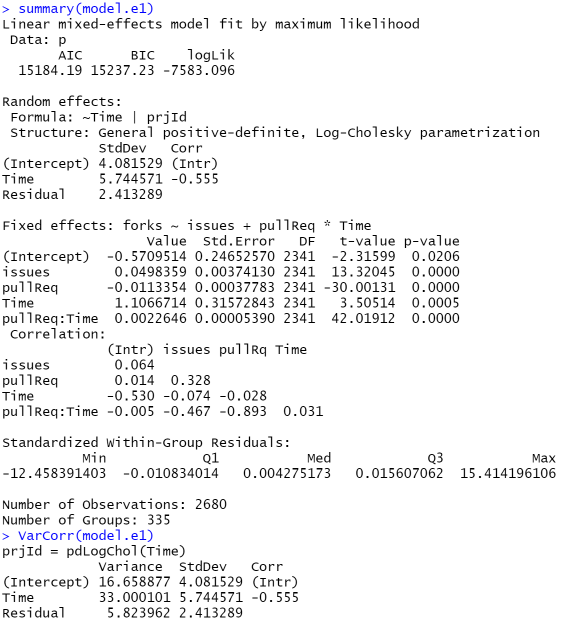 > summary(model.e1)
Linear mixed-effects model fit by maximum likelihood
 Data: p
       AIC      BIC    logLik
  15184.19 15237.23 -7583.096

Random effects:
 Formula: ~Time | prjId
 Structure: General positive-definite, Log-Cholesky parametrization
            StdDev   Corr
(Intercept) 4.081529 (Intr)
Time        5.744571 -0.555
Residual    2.413289

Fixed effects: forks ~ issues + pullReq * Time
                  Value  Std.Error   DF   t-value p-value
(Intercept)  -0.5709514 0.24652570 2341  -2.31599  0.0206
issues        0.0498359 0.00374130 2341  13.32045  0.0000
pullReq      -0.0113354 0.00037783 2341 -30.00131  0.0000
Time          1.1066714 0.31572843 2341   3.50514  0.0005
pullReq:Time  0.0022646 0.00005390 2341  42.01912  0.0000
 Correlation:
             (Intr) issues pullRq Time
issues        0.064
pullReq       0.014  0.328
Time         -0.530 -0.074 -0.028
pullReq:Time -0.005 -0.467 -0.893  0.031

Standardized Within-Group Residuals:
          Min            Q1           Med            Q3           Max
-12.458391403  -0.010834014   0.004275173   0.015607062  15.414196106

Number of Observations: 2680
Number of Groups: 335
> VarCorr(model.e1)
prjId = pdLogChol(Time)
            Variance  StdDev   Corr
(Intercept) 16.658877 4.081529 (Intr)
Time        33.000101 5.744571 -0.555
Residual     5.823962 2.413289